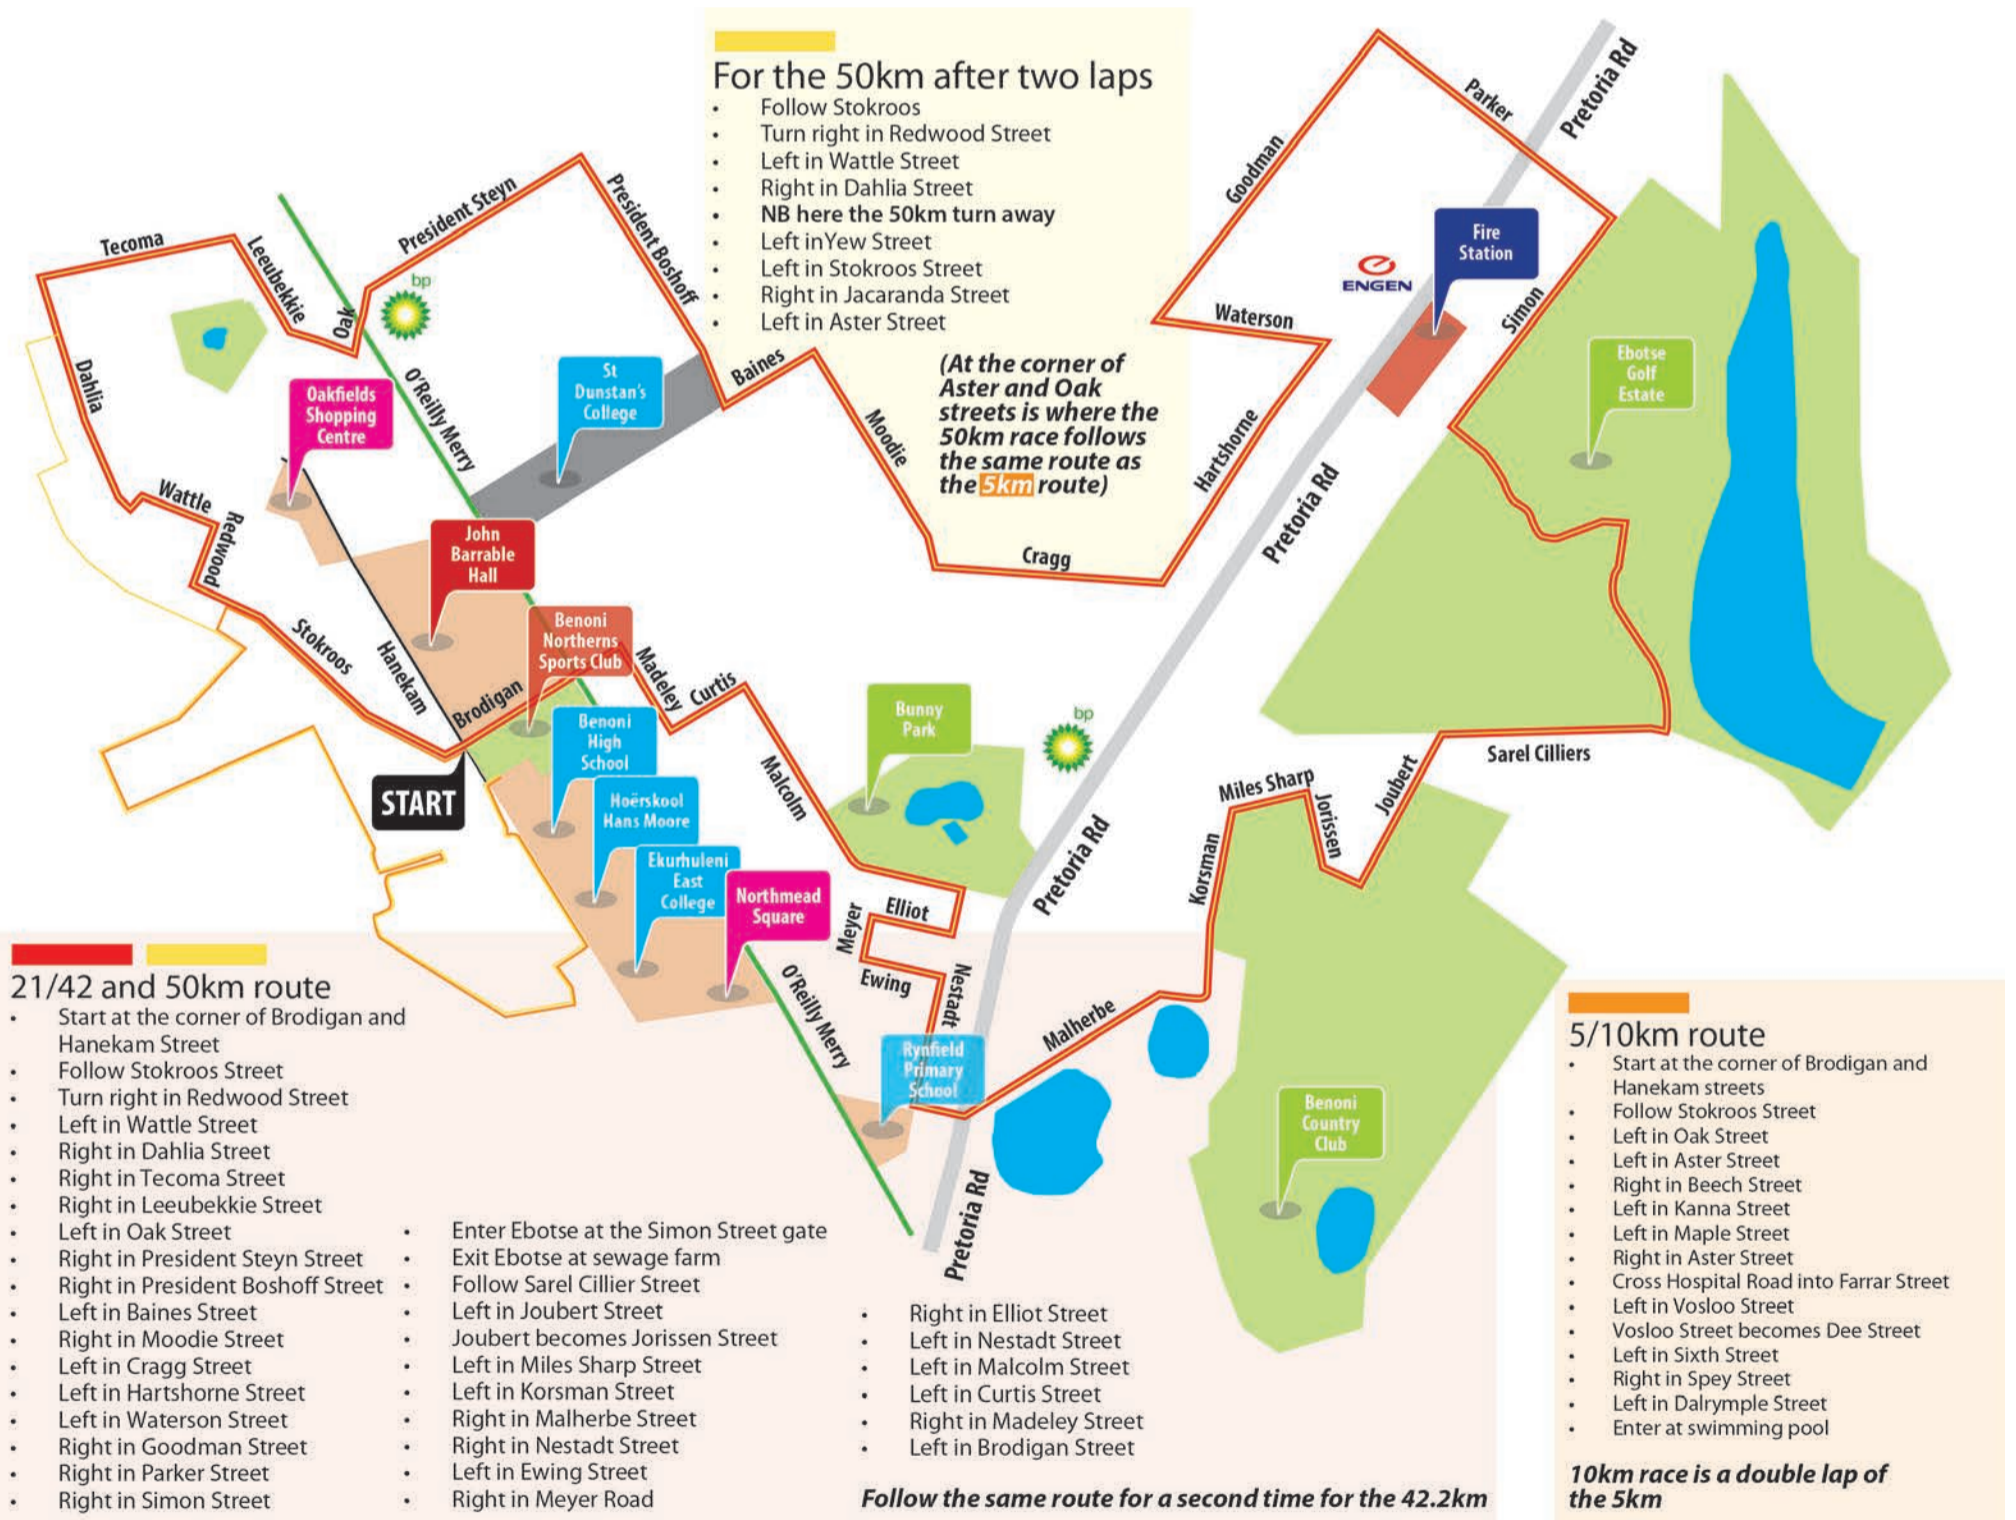 For the 50km after two laps
• Follow Stokroos
• Turn right in Redwood Street
• Left in Wattle Street
• Right in Dahlia Street
• NB here the 50km turn away
• Left inYew Street
• Left in Stokroos Street
• Right in Jacaranda Street
• Left in Aster Street
(At the corner of
Aster and Oak
streets is where the
50km race follows
the same route as
the 5km route)
Pretoria Rd
Parker
Goodman
Fire
Station
ENGEN
Waterson
Simon
Ebotse
Golf
Estate
Hartshorne
Pretoria Rd
Cragg
Moodie
Baines
President Boshoff
President Steyn
bp
Tecoma
Leeubekkie
Oak
O'Reilly Merry
Dahlia
St
Dunstan's
College
Oakfields
Shopping
Centre
Wattle
Redwood
John
Barrable
Hall
Stokroos
Hanekam
Brodigan
Benoni
Northerns
Sports Club
Madeley
Curtis
Malcolm
Benoni
High
School
START
Hoërskool
Hans Moore
Ekurhuleni
East
College
Northmead
Square
Bunny
Park
bp
Pretoria Rd
Sarel Cilliers
Joubert
Miles Sharp
Jorissen
Korsman
Elliot
Meyer
Ewing
Nestadt
O'Reilly Merry
Malherbe
Rynfield
Primary
School
Pretoria Rd
Benoni
Country
Club
21/42 and 50km route
• Start at the corner of Brodigan and
Hanekam Street
• Follow Stokroos Street
• Turn right in Redwood Street
• Left in Wattle Street
• Right in Dahlia Street
• Right in Tecoma Street
• Right in Leeubekkie Street
• Left in Oak Street
• Right in President Steyn Street
• Right in President Boshoff Street
• Left in Baines Street
• Right in Moodie Street
• Left in Cragg Street
• Left in Hartshorne Street
• Left in Waterson Street
• Right in Goodman Street
• Right in Parker Street
• Right in Simon Street
• Enter Ebotse at the Simon Street gate
• Exit Ebotse at sewage farm
• Follow Sarel Cillier Street
• Left in Joubert Street
• Joubert becomes Jorissen Street
• Left in Miles Sharp Street
• Left in Korsman Street
• Right in Malherbe Street
• Right in Nestadt Street
• Left in Ewing Street
• Right in Meyer Road
• Right in Elliot Street
• Left in Nestadt Street
• Left in Malcolm Street
• Left in Curtis Street
• Right in Madeley Street
• Left in Brodigan Street
Follow the same route for a second time for the 42.2km
5/10km route
• Start at the corner of Brodigan and
Hanekam streets
• Follow Stokroos Street
• Left in Oak Street
• Left in Aster Street
• Right in Beech Street
• Left in Kanna Street
• Left in Maple Street
• Right in Aster Street
• Cross Hospital Road into Farrar Street
• Left in Vosloo Street
• Vosloo Street becomes Dee Street
• Left in Sixth Street
• Right in Spey Street
• Left in Dalrymple Street
• Enter at swimming pool
10km race is a double lap of
the 5km